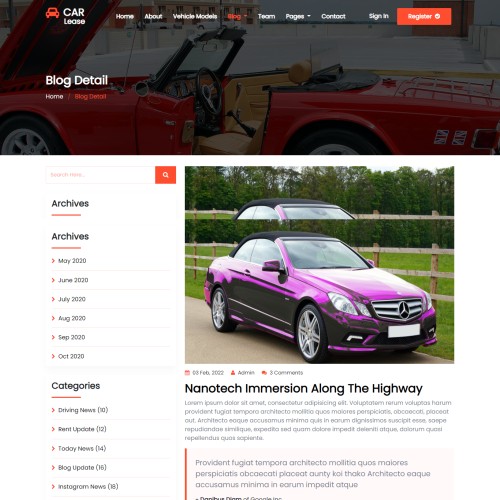 CAR
Lease
Home About Vehicle Models Blog Team Pages Contact Sign In Register
Blog Detail
Home / Blog Detail
Search Here...
Archives
Archives
May 2020
June 2020
July 2020
Aug 2020
Sep 2020
Oct 2020
Categories
Driving News (10)
Rent Update (12)
Today News (14)
Blog Update (16)
Instagram News (18)
03 Feb, 2022 Admin 3 Comments
Nanotech Immersion Along The Highway
Lorem ipsum dolor sit amet, consectetur adipisicing elit. Voluptatem rerum voluptas harum
provident fugiat tempora architecto mollitia quos maiores perspiciatis, obcaecati, placeat,
aut. Dolorem atque accusamus minima quis in earum dignissimos suscipit esse, saepe
repudiandae similique, expedita sed quam dolore impedit deleniti atque, dolorum quasi
repellendus quos sapiente.
Provident fugiat tempora architecto mollitia quos maiores
perspiciatis obcaecati placeat aunty koi thako Architecto eaque
accusamus minima in earum impedit atque
- Danibus Diam of Google Inc